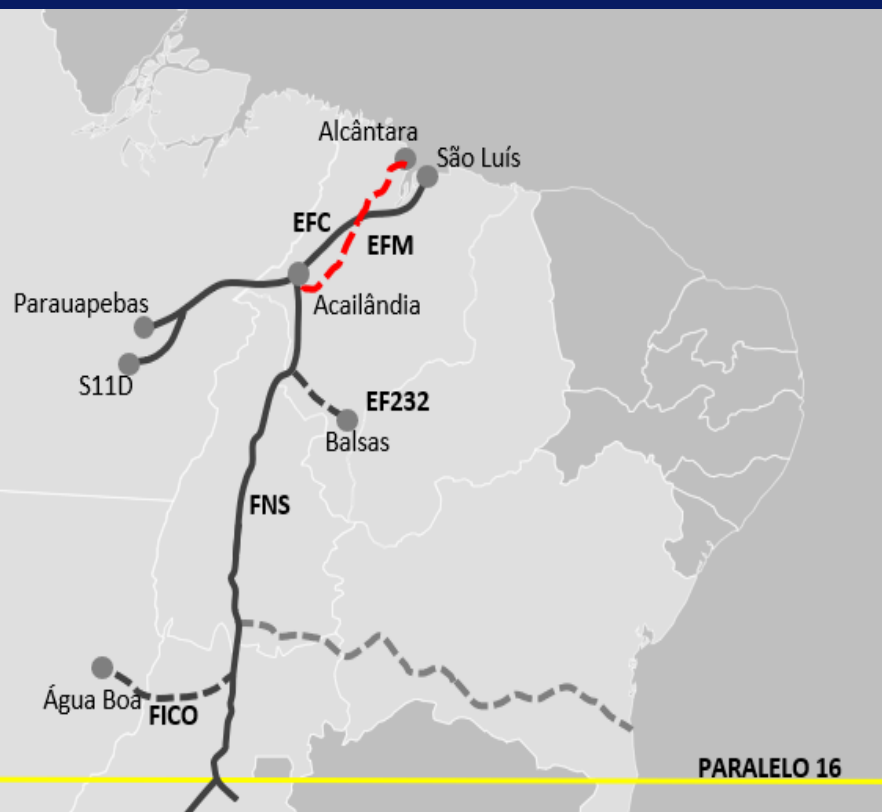 Alcântara
São Luís
EFC
EFM
Parauapebas
Acailândia
S11D
EF232
Balsas
FNS
Água Boa
FICO
PARALELO 16